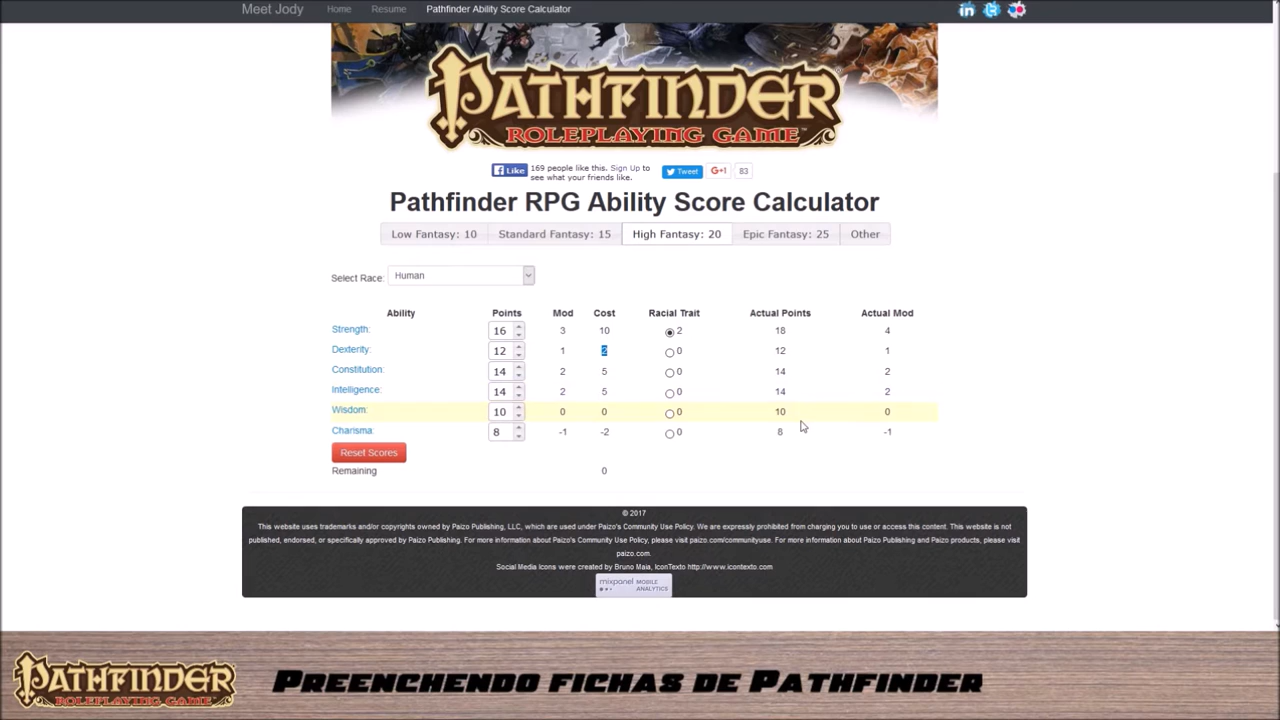 Meet Jody Home Resume Pathfinder Ability Score Calculator
PATHFINDER
ROLEPLAYING GAME™
Like 169 people like this. Sign Up to
see what your friends like.
Tweet G+1 83
Pathfinder RPG Ability Score Calculator
Low Fantasy: 10 Standard Fantasy: 15 High Fantasy: 20 Epic Fantasy: 25 Other
Select Race: Human
Ability Points Mod Cost Racial Trait Actual Points Actual Mod
Strength: 16 3 10 2 18 4
Dexterity: 12 1 2 0 12 1
Constitution: 14 2 5 0 14 2
Intelligence: 14 2 5 0 14 2
Wisdom: 10 0 0 0 10 0
Charisma: 8 -1 -2 0 8 -1
Reset Scores
Remaining 0
© 2017
This website uses trademarks and/or copyrights owned by Paizo Publishing, LLC, which are used under Paizo's Community Use Policy. We are expressly prohibited from charging you to use or access this content. This website is not
published, endorsed, or specifically approved by Paizo Publishing. For more information about Paizo's Community Use Policy, please visit paizo.com/communityuse. For more information about Paizo Publishing and Paizo products, please visit
paizo.com.
Social Media Icons were created by Bruno Maia, IconTexto http://www.icontexto.com
mixpanel MOBILE
ANALYTICS
PATHFINDER
ROLEPLAYING GAME
PREENCHENDO FICHAS DE PATHFINDER